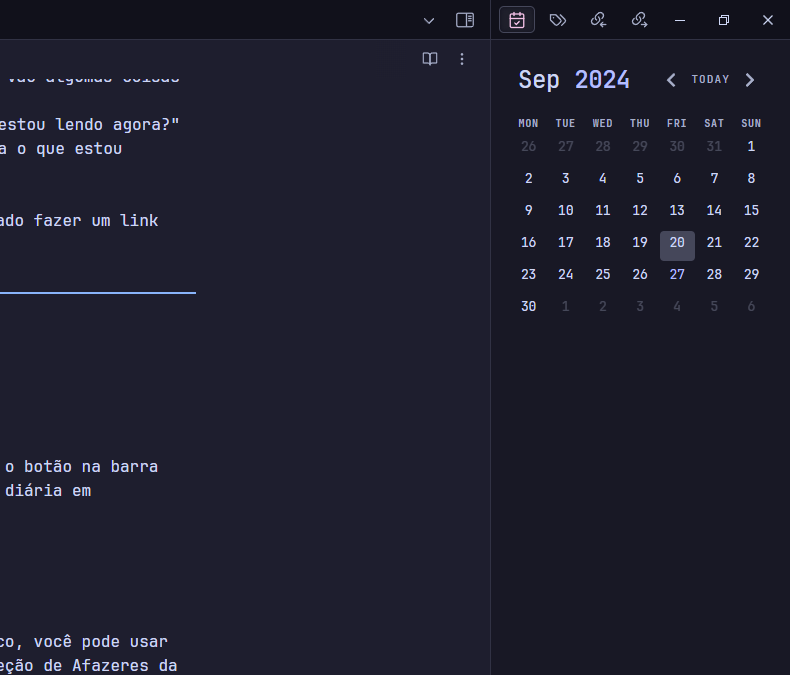 vão algumas coisas
estou lendo agora?"
a o que estou
ado fazer um link
o botão na barra
diária em
co, você pode usar
eção de Afazeres da
Sep 2024
TODAY
MON TUE WED THU FRI SAT SUN
26 27 28 29 30 31 1
2 3 4 5 6 7 8
9 10 11 12 13 14 15
16 17 18 19 20 21 22
23 24 25 26 27 28 29
30 1 2 3 4 5 6